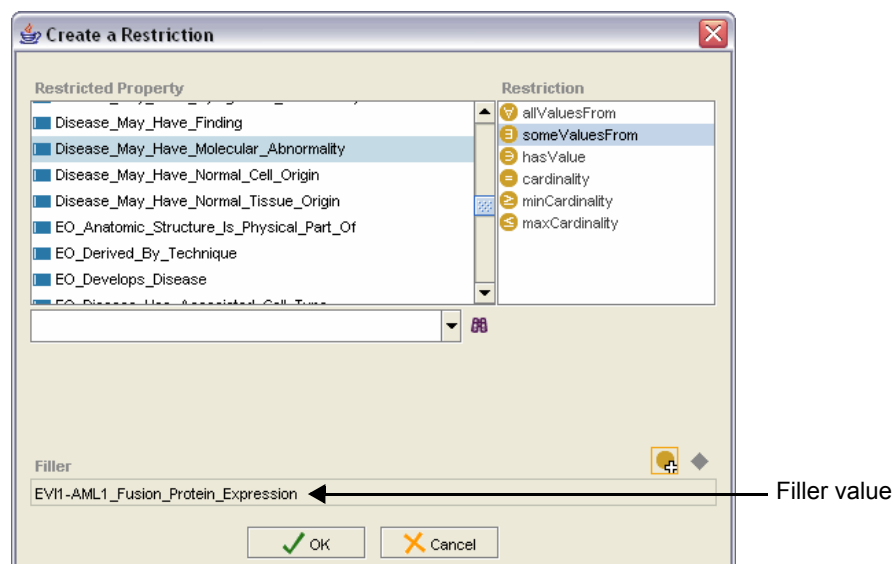 Create a Restriction
Restricted Property
Disease_May_Have_Finding
Disease_May_Have_Molecular_Abnormality
Disease_May_Have_Normal_Cell_Origin
Disease_May_Have_Normal_Tissue_Origin
EO_Anatomic_Structure_Is_Physical_Part_Of
EO_Derived_By_Technique
EO_Develops_Disease
Restriction
allValuesFrom
someValuesFrom
hasValue
cardinality
minCardinality
maxCardinality
Filler
EVI1-AML1_Fusion_Protein_Expression
Filler value
OK
Cancel